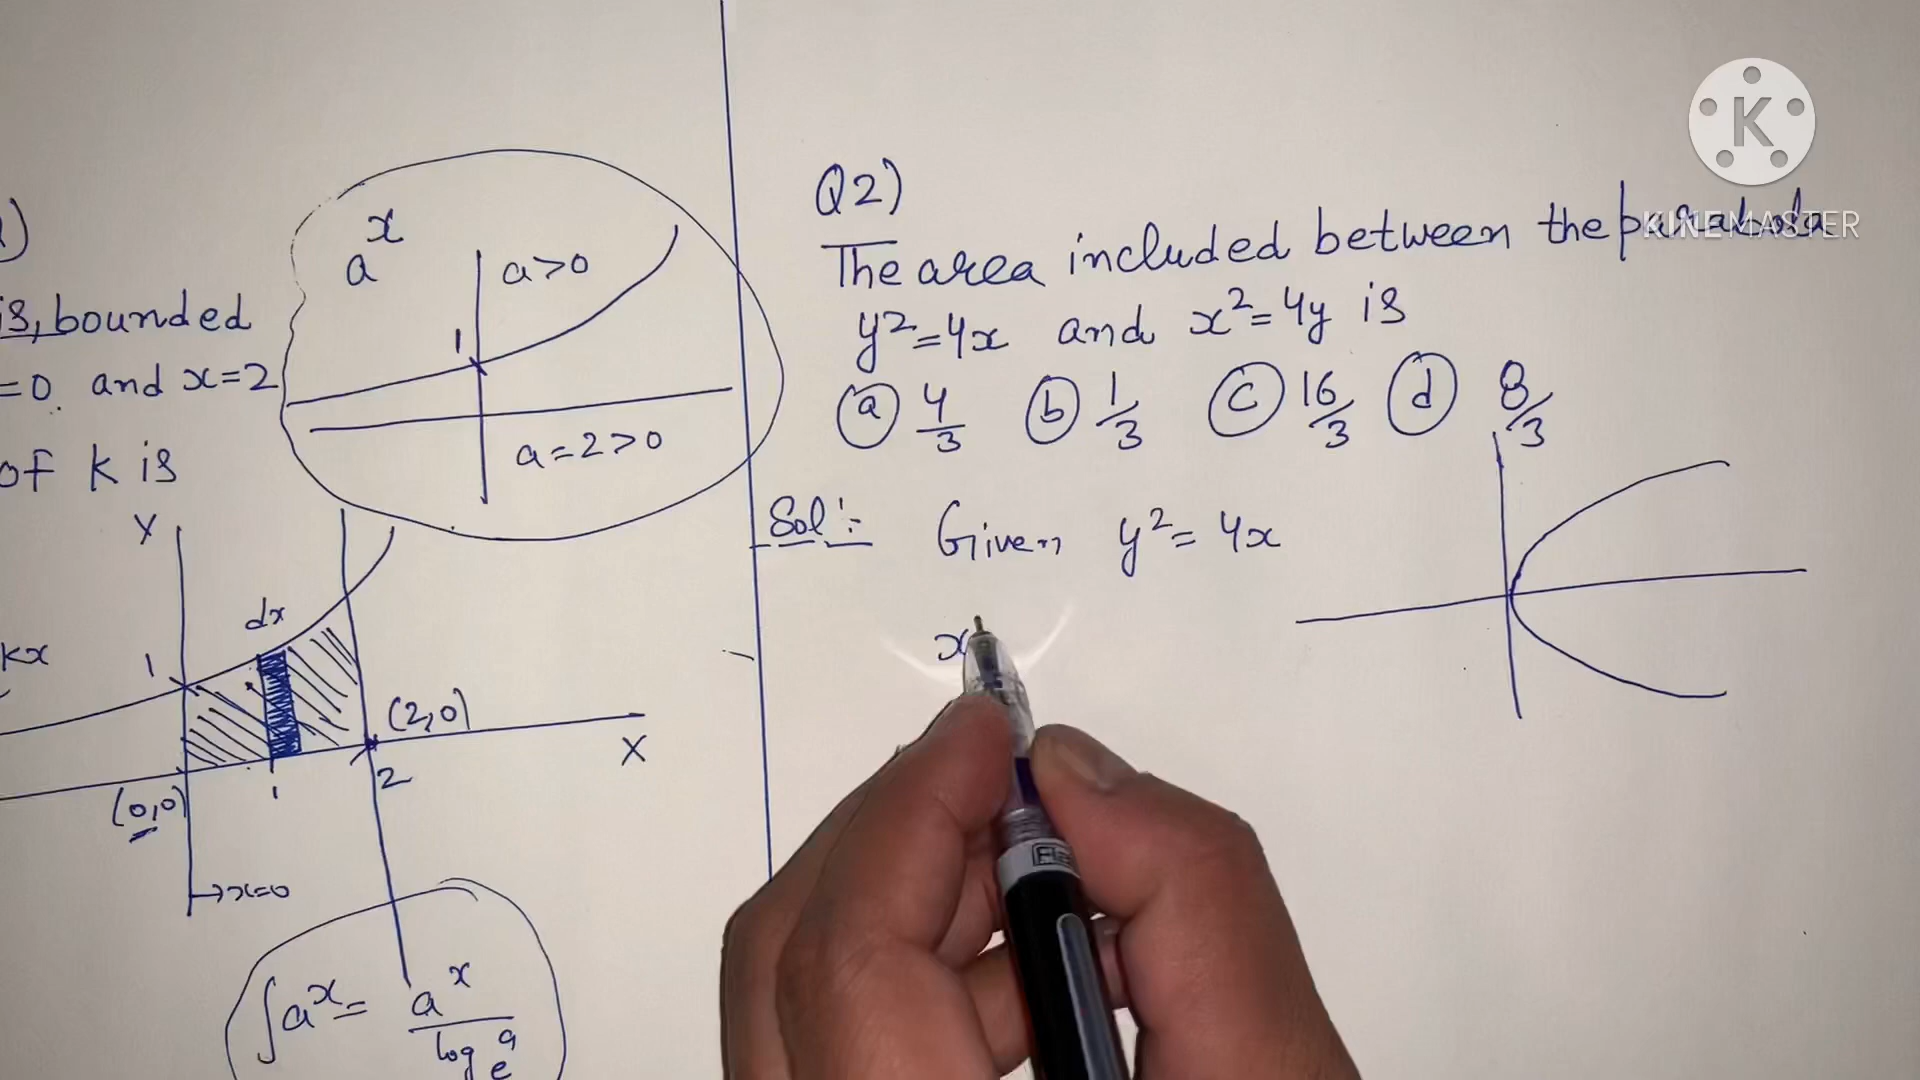 )
is, bounded
=0 and x=2
of K is
a^x
a>0
1
a=2>0
Y
dx
kx
1
(2,0)
X
2
1
(0,0)
→x=0
∫a^x = a^x / log_e a
K
KINEMASTER
Q2)
The area included between the parabola
y²=4x and x²=4y is
(a) 4/3 (b) 1/3 (c) 16/3 (d) 8/3
Sol':- Given y²= 4x
x